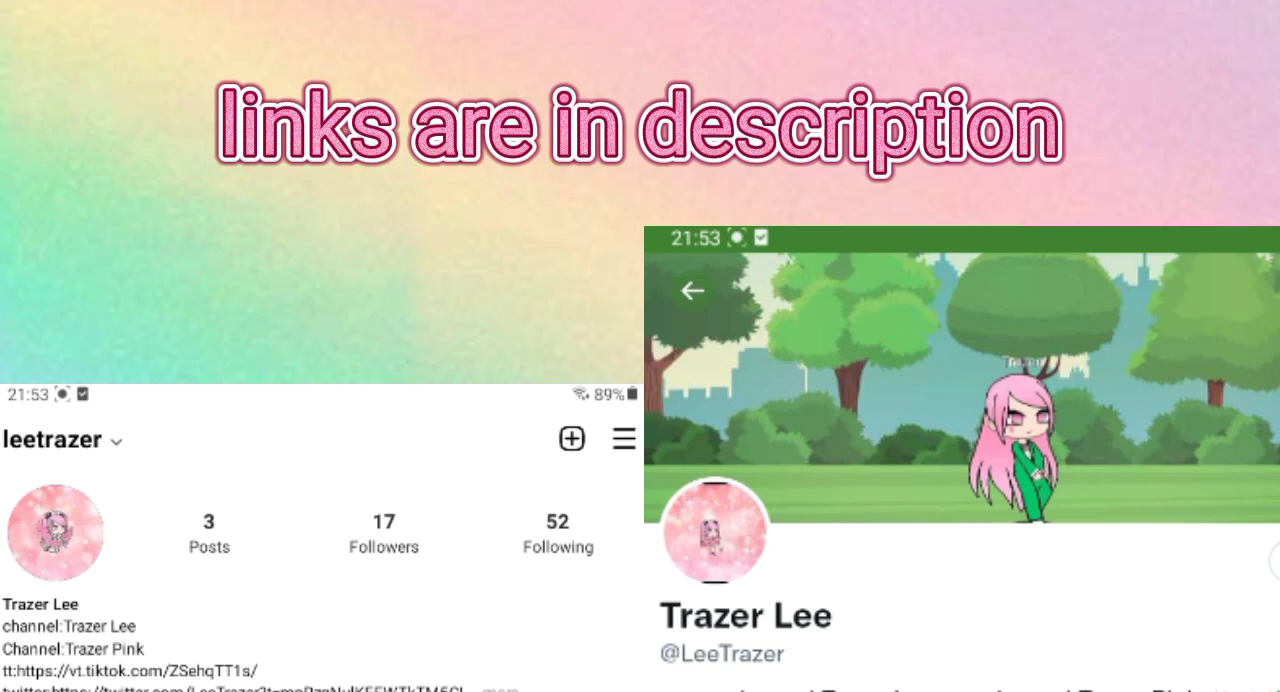 links are in description
21:53
89%
leetrazer
3 17 52
Posts Followers Following
Trazer Lee
channel:Trazer Lee
Channel:Trazer Pink
tt:https://vt.tiktok.com/ZSehqTT1s/
21:53
Trazer Lee
@LeeTrazer